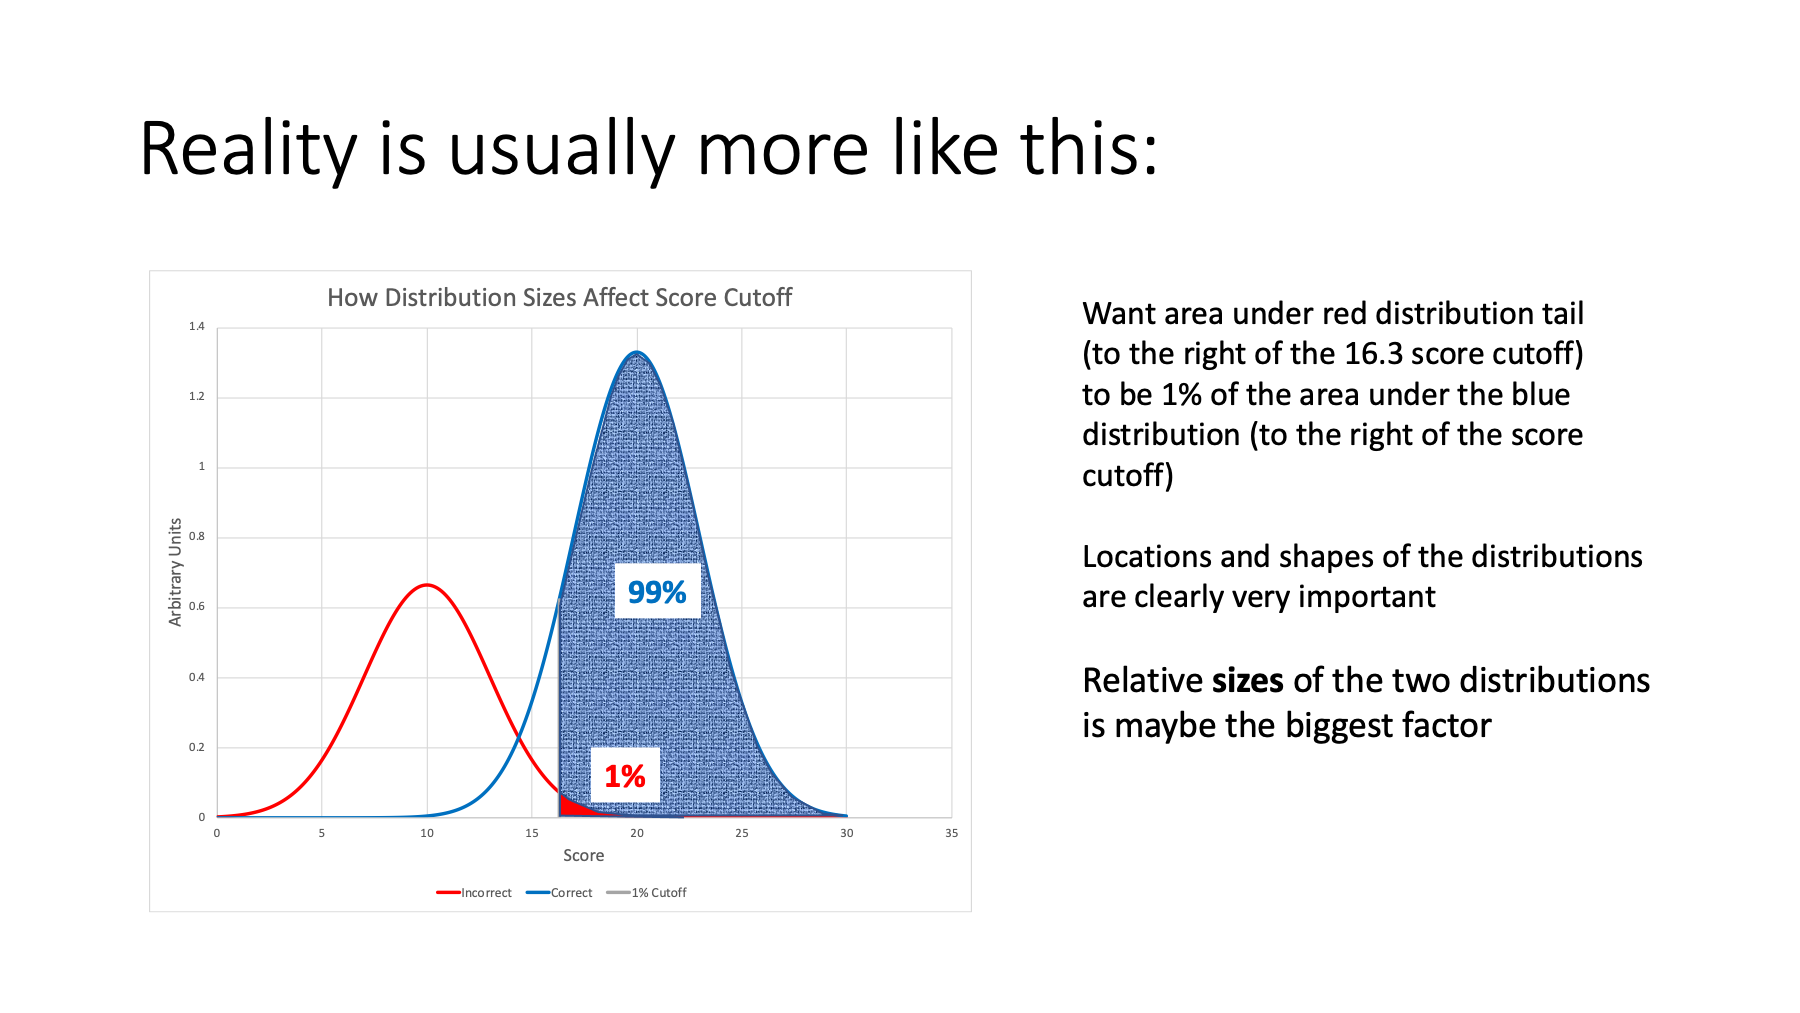 Reality is usually more like this:
How Distribution Sizes Affect Score Cutoff
1.4
1.2
1
0.8
0.6
0.4
0.2
0
Arbitrary Units
99%
1%
0 5 10 15 20 25 30 35
Score
Incorrect Correct 1% Cutoff
Want area under red distribution tail
(to the right of the 16.3 score cutoff)
to be 1% of the area under the blue
distribution (to the right of the score
cutoff)
Locations and shapes of the distributions
are clearly very important
Relative sizes of the two distributions
is maybe the biggest factor